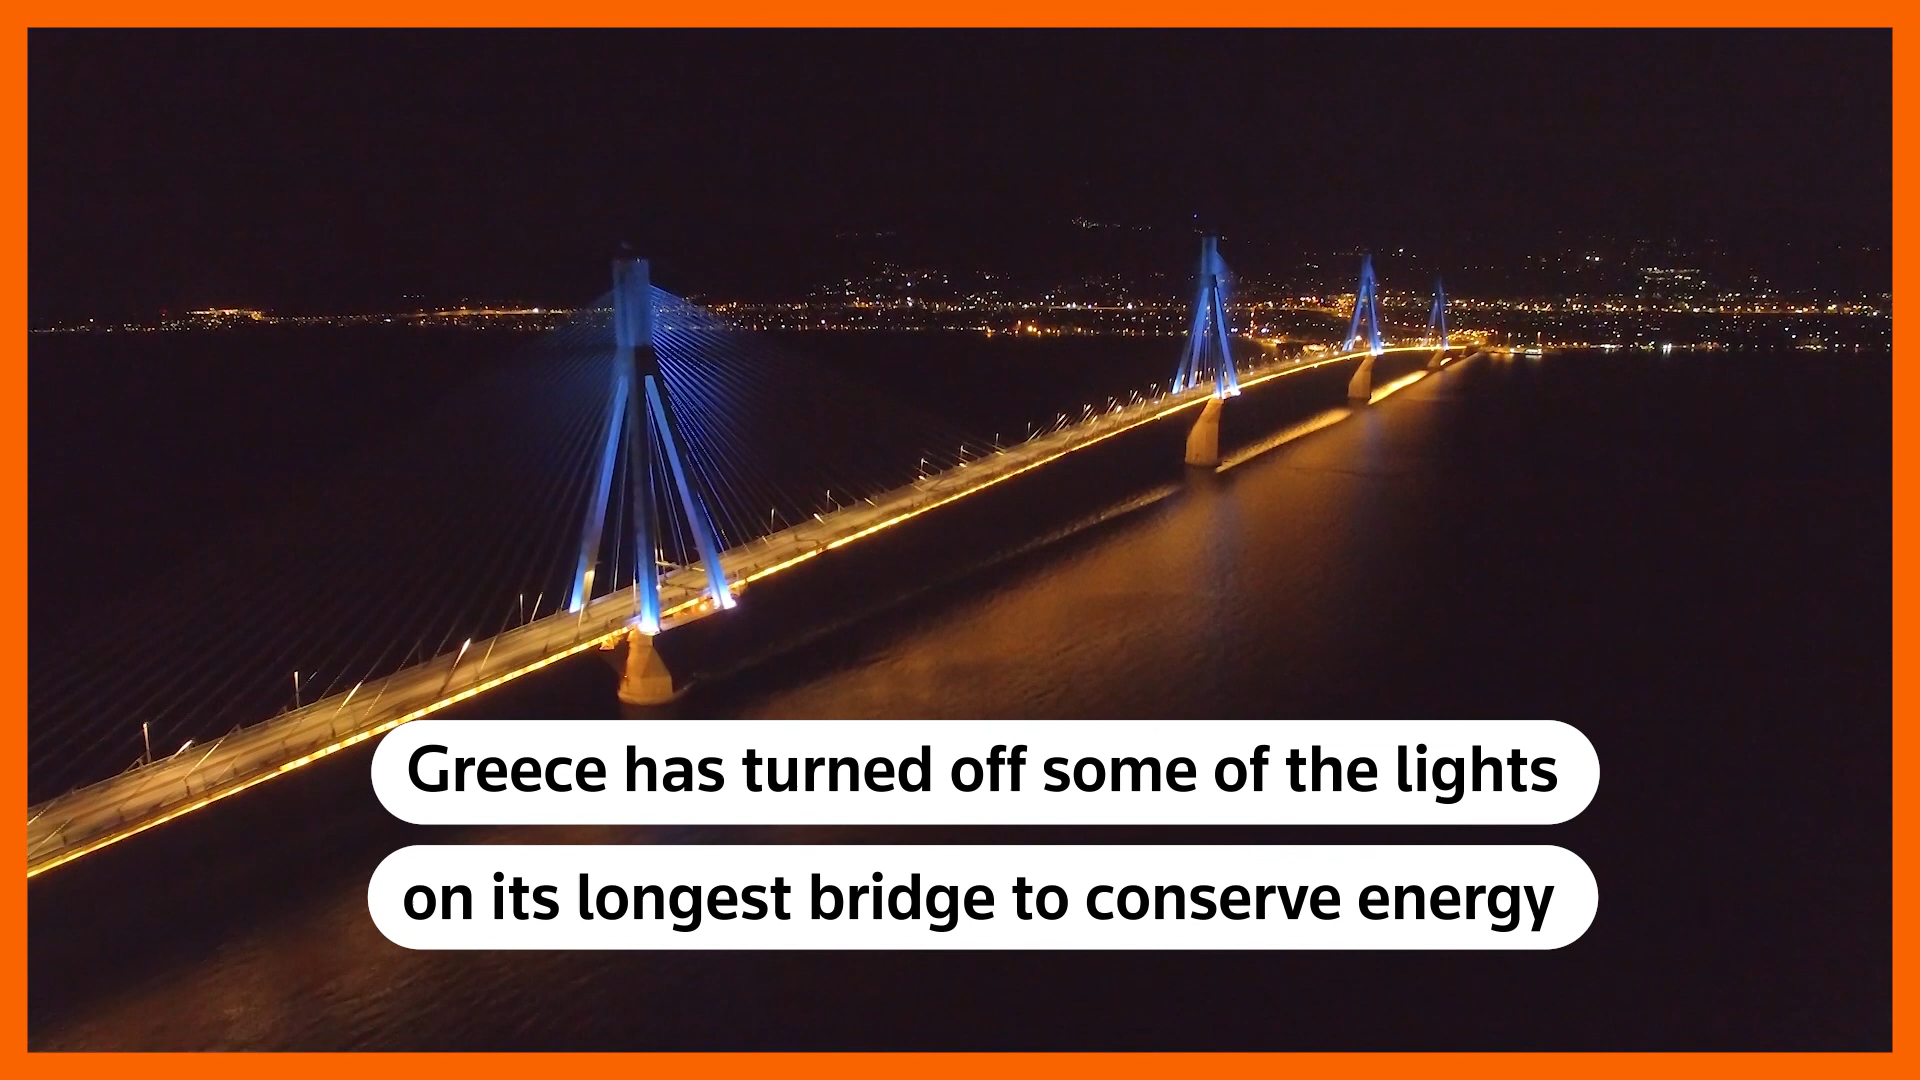 Greece has turned off some of the lights
on its longest bridge to conserve energy